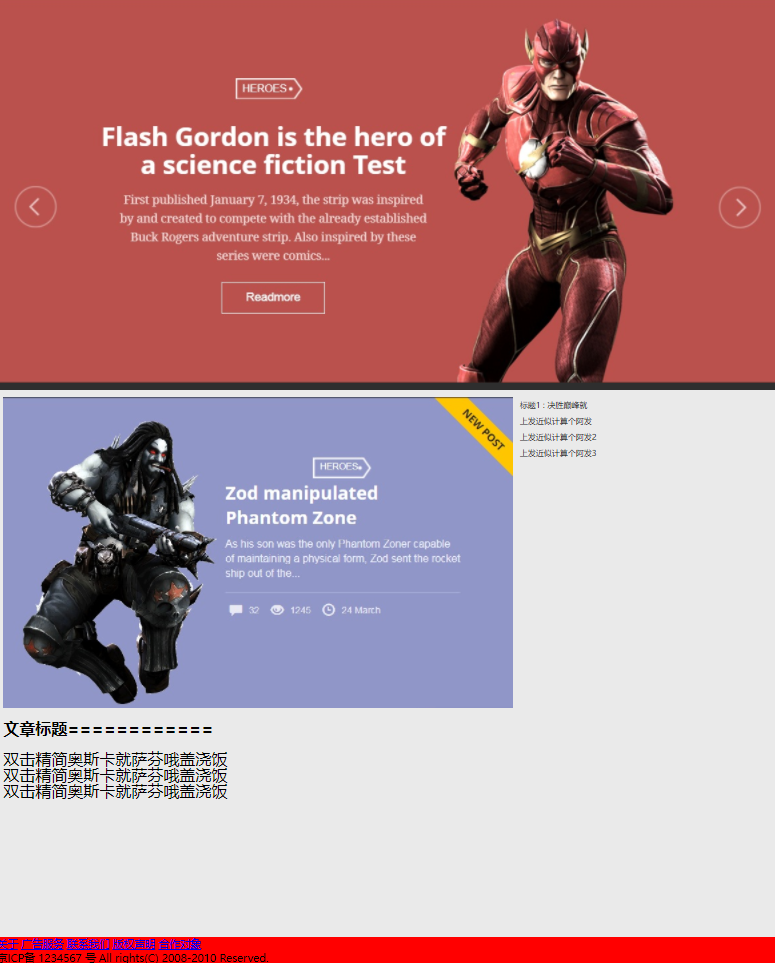 HEROES
Flash Gordon is the hero of
a science fiction Test
First published January 7, 1934, the strip was inspired
by and created to compete with the already established
Buck Rogers adventure strip. Also inspired by these
series were comics...
Readmore
NEW POST
HEROES
Zod manipulated
Phantom Zone
As his son was the only Phantom Zoner capable
of maintaining a physical form, Zod sent the rocket
ship out of the...
32 1245 24 March
标题1：决胜巅峰就
上发近似计算个阿发
上发近似计算个阿发2
上发近似计算个阿发3
文章标题============
双击精简奥斯卡就萨芬哦盖浇饭
双击精简奥斯卡就萨芬哦盖浇饭
双击精简奥斯卡就萨芬哦盖浇饭
关于 广告服务 联系我们 版权声明 合作对象
京ICP备 1234567 号 All rights(C) 2008-2010 Reserved